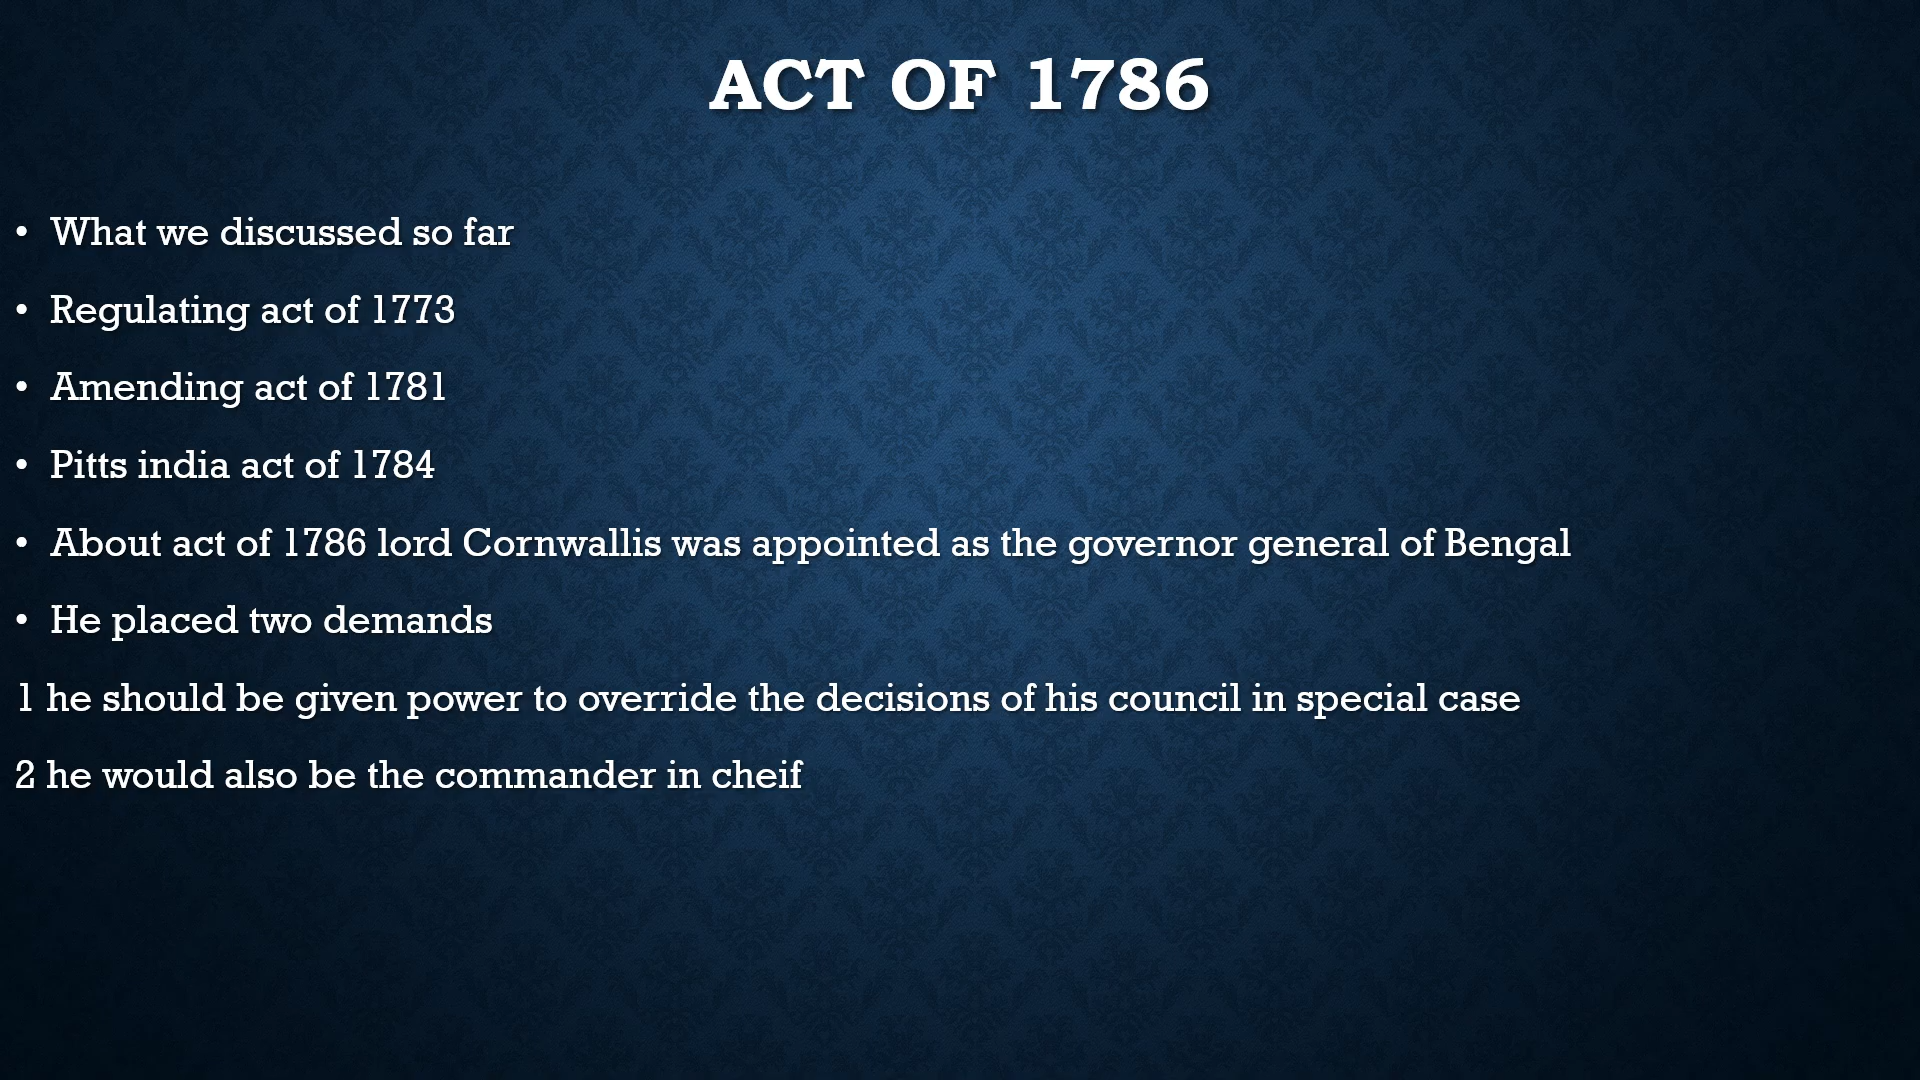 ACT OF 1786
• What we discussed so far
• Regulating act of 1773
• Amending act of 1781
• Pitts india act of 1784
• About act of 1786 lord Cornwallis was appointed as the governor general of Bengal
• He placed two demands
1 he should be given power to override the decisions of his council in special case
2 he would also be the commander in cheif